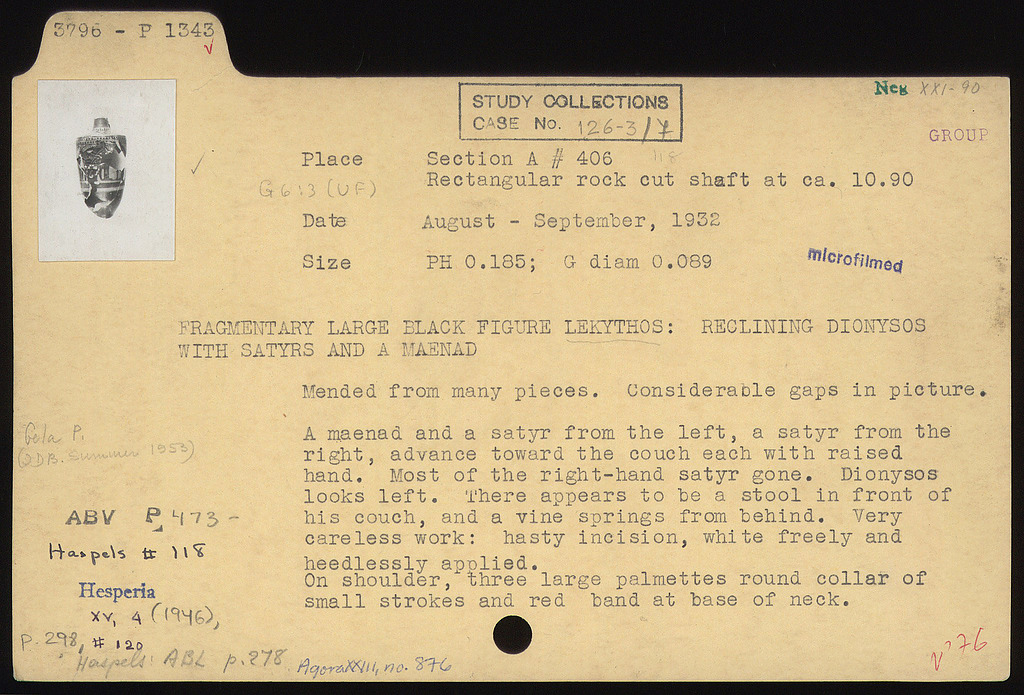 3796 - P 1343
Neg XXI-90
STUDY COLLECTIONS
CASE No. 126-3/7
GROUP
Place Section A # 406
118
G 6:3 (UF)
Rectangular rock cut shaft at ca. 10.90
Date August - September, 1932
Size PH 0.185; G diam 0.089
microfilmed
FRAGMENTARY LARGE BLACK FIGURE LEKYTHOS: RECLINING DIONYSOS
WITH SATYRS AND A MAENAD
Mended from many pieces. Considerable gaps in picture.
A maenad and a satyr from the left, a satyr from the
right, advance toward the couch each with raised
hand. Most of the right-hand satyr gone. Dionysos
looks left. There appears to be a stool in front of
his couch, and a vine springs from behind. Very
careless work: hasty incision, white freely and
heedlessly applied.
On shoulder, three large palmettes round collar of
small strokes and red band at base of neck.
Gela P.
(JDB. Summer 1953)
ABV P. 473 -
Haspels # 118
Hesperia
XV, 4 (1946),
p. 298, # 120
Haspels: ABL p. 278.
Agora XXIII, no. 876
'76